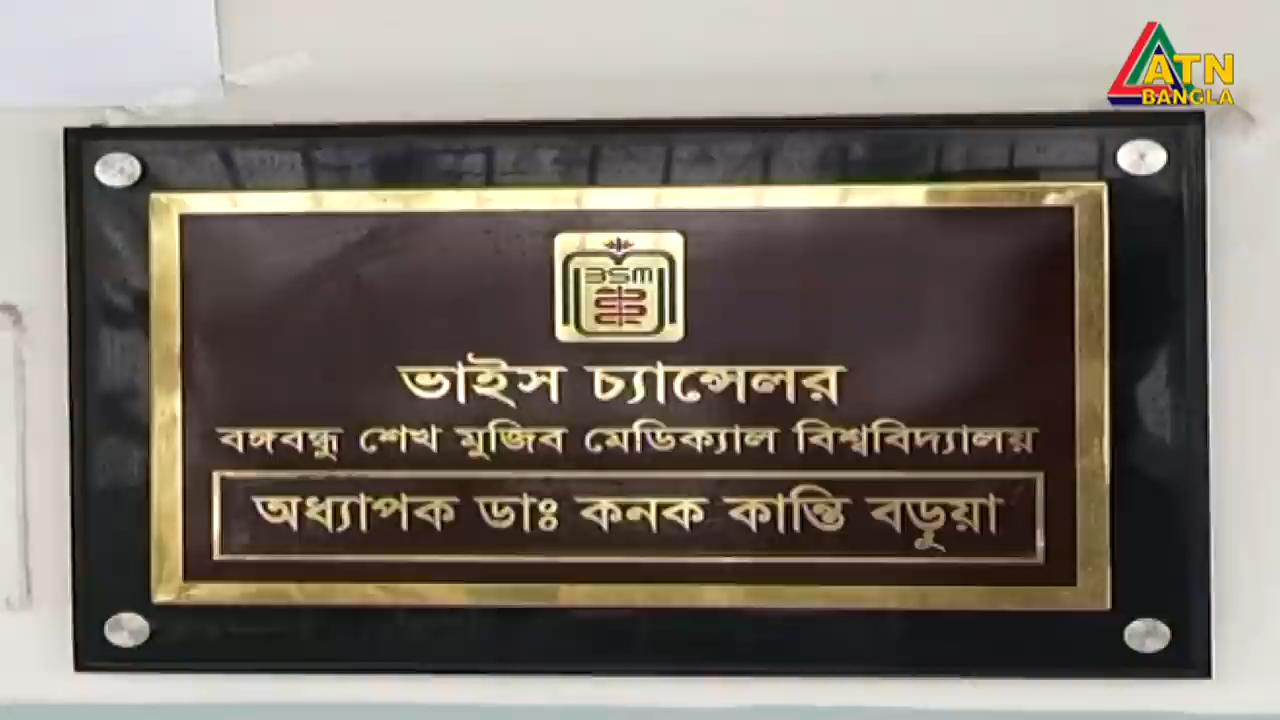 ATN
BANGLA
BSM
ভাইস চ্যান্সেলর
বঙ্গবন্ধু শেখ মুজিব মেডিক্যাল বিশ্ববিদ্যালয়
অধ্যাপক ডাঃ কনক কান্তি বড়ুয়া